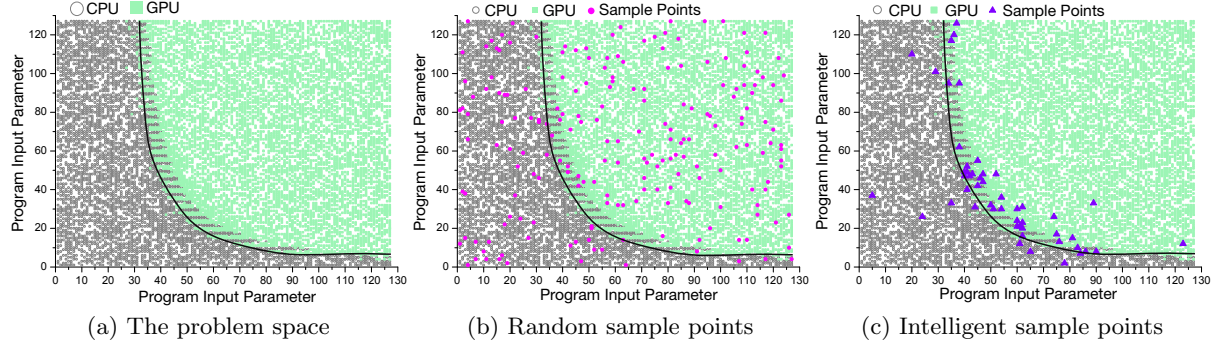 CPU GPU
Program Input Parameter
120
100
80
60
40
20
0
0 10 20 30 40 50 60 70 80 90 100 110 120 130
Program Input Parameter
(a) The problem space
CPU GPU Sample Points
Program Input Parameter
120
100
80
60
40
20
0
0 10 20 30 40 50 60 70 80 90 100 110 120 130
Program Input Parameter
(b) Random sample points
CPU GPU Sample Points
Program Input Parameter
120
100
80
60
40
20
0
0 10 20 30 40 50 60 70 80 90 100 110 120 130
Program Input Parameter
(c) Intelligent sample points